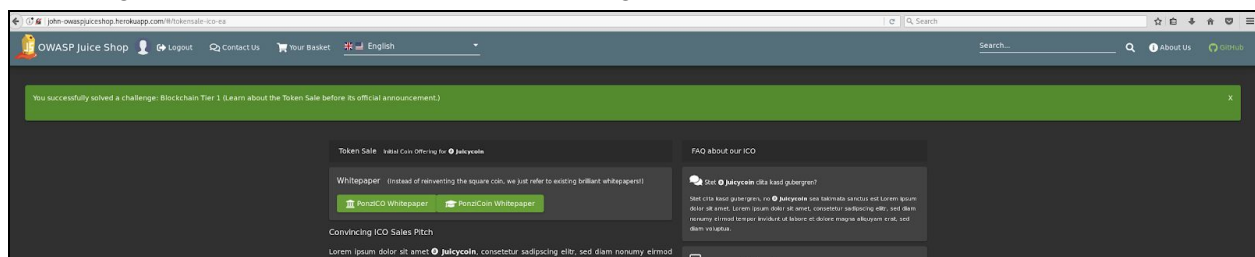 john-owaspjuiceshop.herokuapp.com/#/tokensale-ico-ea
Search
OWASP Juice Shop Logout Contact Us Your Basket English Search... About Us GitHub
You successfully solved a challenge: Blockchain Tier 1 (Learn about the Token Sale before its official announcement.) X
Token Sale Initial Coin Offering for Juicycoin
Whitepaper (Instead of reinventing the square coin, we just refer to existing brilliant whitepapers!)
PonziICO Whitepaper PonziCoin Whitepaper
Convincing ICO Sales Pitch
Lorem ipsum dolor sit amet Juicycoin, consetetur sadipscing elitr, sed diam nonumy eirmod
FAQ about our ICO
Stet Juicycoin clita kasd gubergren?
Stet clita kasd gubergren, no Juicycoin sea takimata sanctus est Lorem ipsum
dolor sit amet. Lorem ipsum dolor sit amet, consetetur sadipscing elitr, sed diam
nonumy eirmod tempor invidunt ut labore et dolore magna aliquyam erat, sed
diam voluptua.